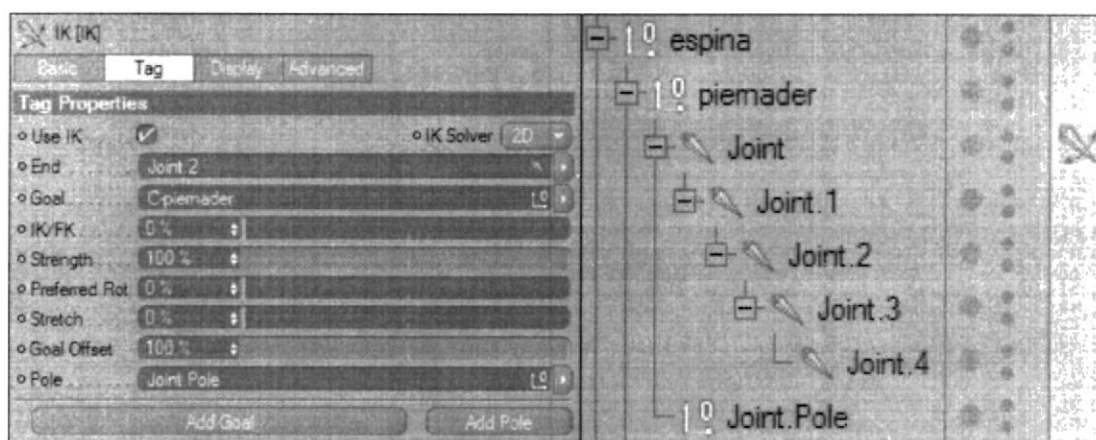 IK [IK]
Basic Tag Display Advanced
Tag Properties
Use IK IK Solver 2D
End Joint.2
Goal C-piernader
IK/FK 0 %
Strength 100 %
Preferred Rot 0 %
Stretch 0 %
Goal Offset 100 %
Pole Joint.Pole
Add Goal Add Pole
espina
piernader
Joint
Joint.1
Joint.2
Joint.3
Joint.4
Joint.Pole